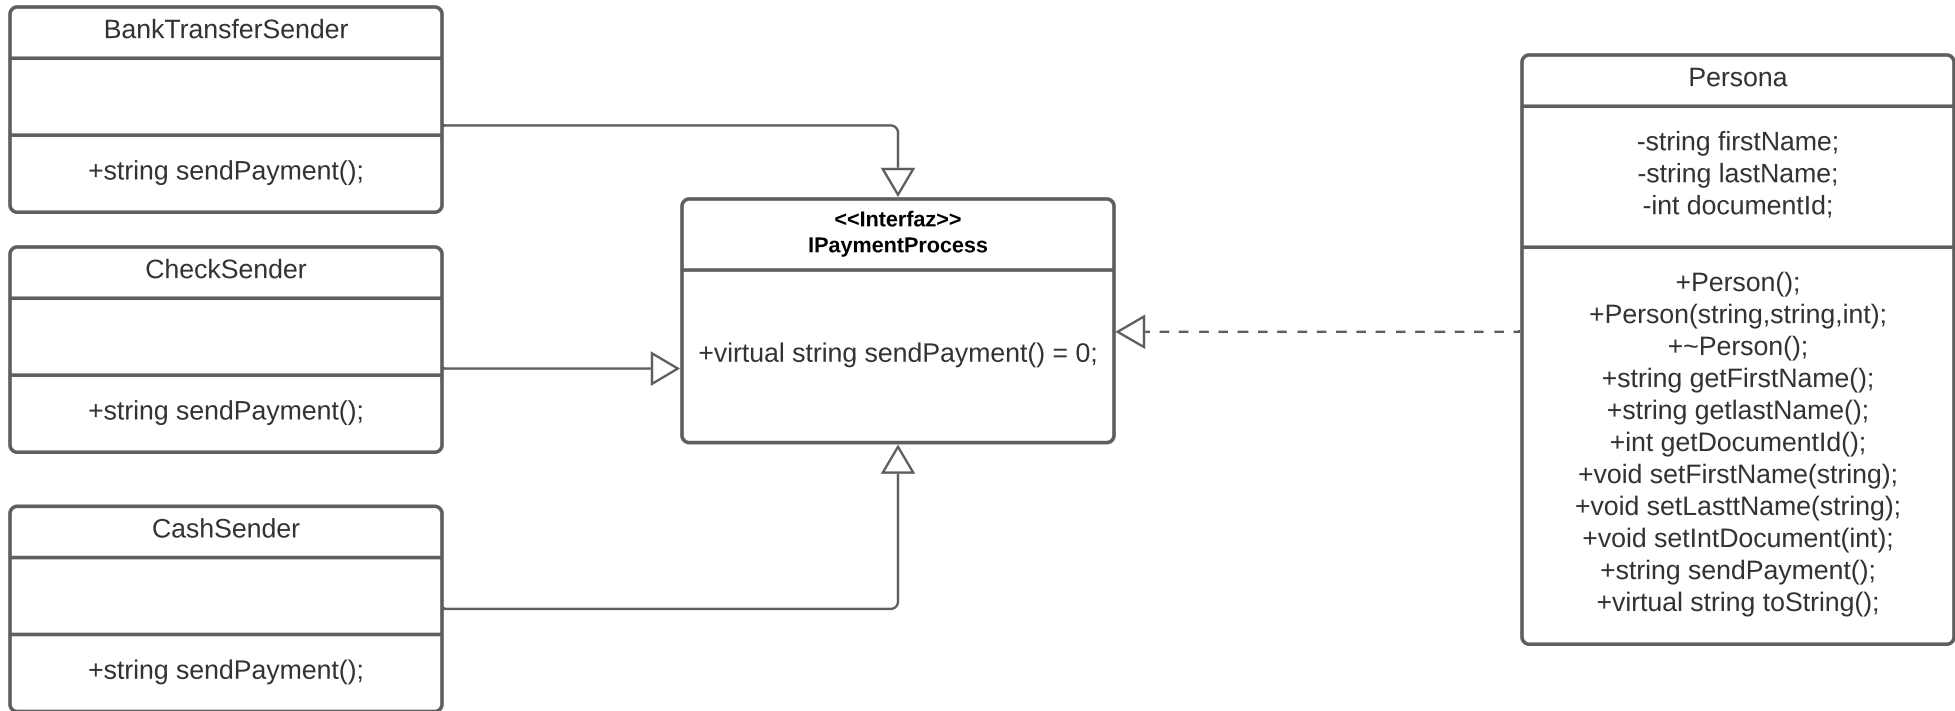 BankTransferSender
+string sendPayment();
CheckSender
+string sendPayment();
CashSender
+string sendPayment();
<<Interfaz>>
IPaymentProcess
+virtual string sendPayment() = 0;
Persona
-string firstName;
-string lastName;
-int documentId;
+Person();
+Person(string,string,int);
+~Person();
+string getFirstName();
+string getlastName();
+int getDocumentId();
+void setFirstName(string);
+void setLasttName(string);
+void setIntDocument(int);
+string sendPayment();
+virtual string toString();